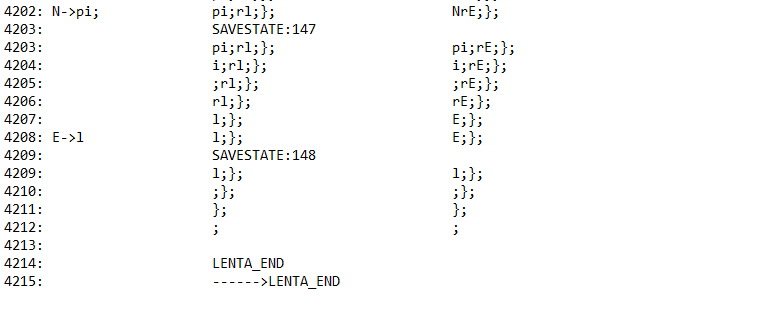 4202: N->pi; pi;rl;}; NrE;};
4203: SAVESTATE:147
4203: pi;rl;}; pi;rE;};
4204: i;rl;}; i;rE;};
4205: ;rl;}; ;rE;};
4206: rl;}; rE;};
4207: l;}; E;};
4208: E->l l;}; E;};
4209: SAVESTATE:148
4209: l;}; l;};
4210: ;}; ;};
4211: }; };
4212: ; ;
4213:
4214: LENTA_END
4215: ------>LENTA_END